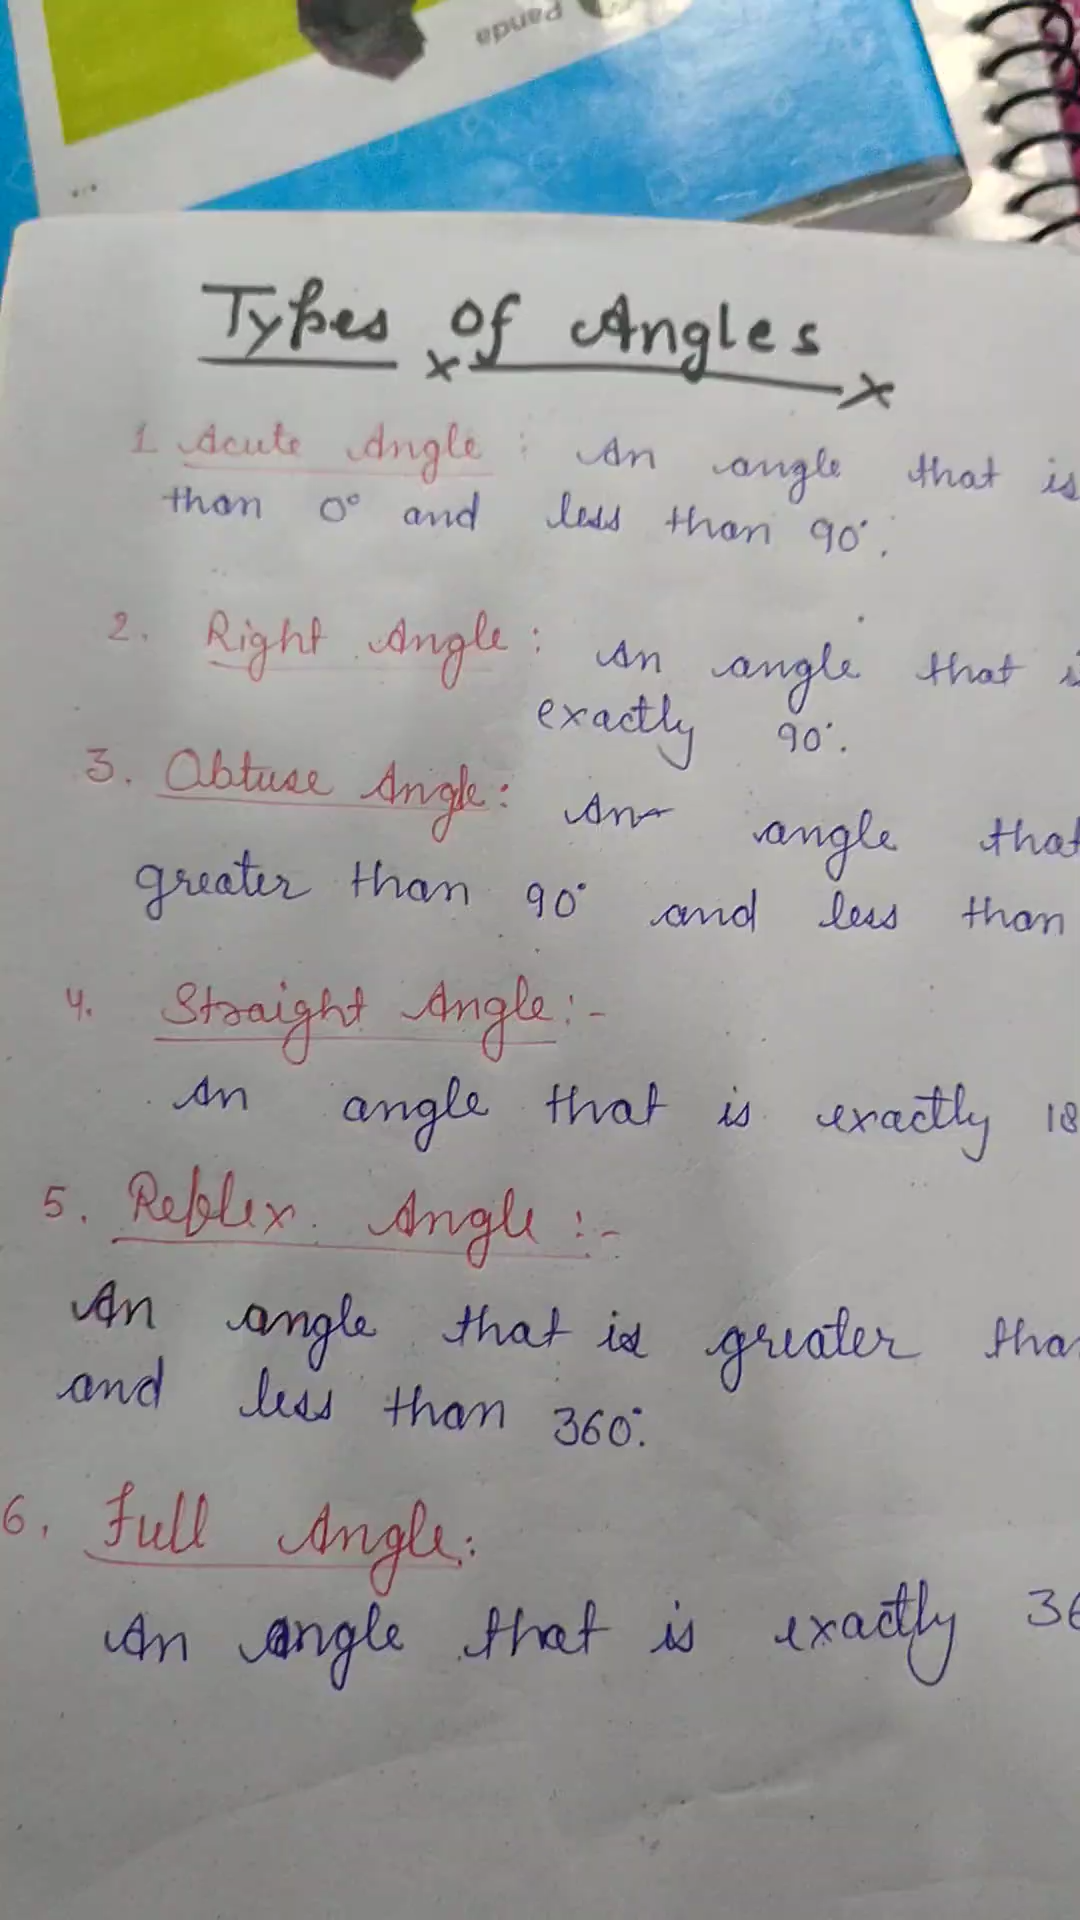 Panda
Types of Angles
1 Acute Angle : An angle that is
than 0° and less than 90°.
2. Right Angle : An angle that
exactly 90°.
3. Obtuse Angle : An angle that
greater than 90° and less than
4. Straight Angle :-
An angle that is exactly 18
5. Reflex Angle :-
An angle that is greater tha
and less than 360°.
6. Full Angle :
An angle that is exactly 36